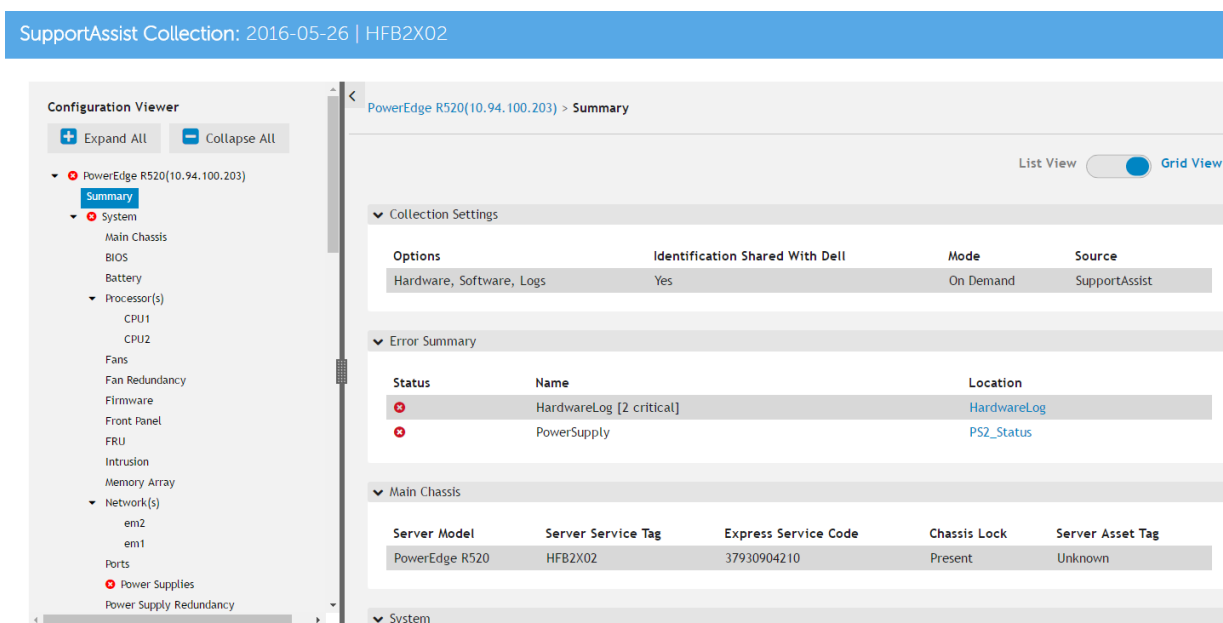 SupportAssist Collection: 2016-05-26 | HFB2X02
Configuration Viewer
Expand All Collapse All
PowerEdge R520(10.94.100.203)
Summary
System
Main Chassis
BIOS
Battery
Processor(s)
CPU1
CPU2
Fans
Fan Redundancy
Firmware
Front Panel
FRU
Intrusion
Memory Array
Network(s)
em2
em1
Ports
Power Supplies
Power Supply Redundancy
PowerEdge R520(10.94.100.203) > Summary
List View Grid View
Collection Settings
Options Identification Shared With Dell Mode Source
Hardware, Software, Logs Yes On Demand SupportAssist
Error Summary
Status Name Location
HardwareLog [2 critical] HardwareLog
PowerSupply PS2_Status
Main Chassis
Server Model Server Service Tag Express Service Code Chassis Lock Server Asset Tag
PowerEdge R520 HFB2X02 37930904210 Present Unknown
System